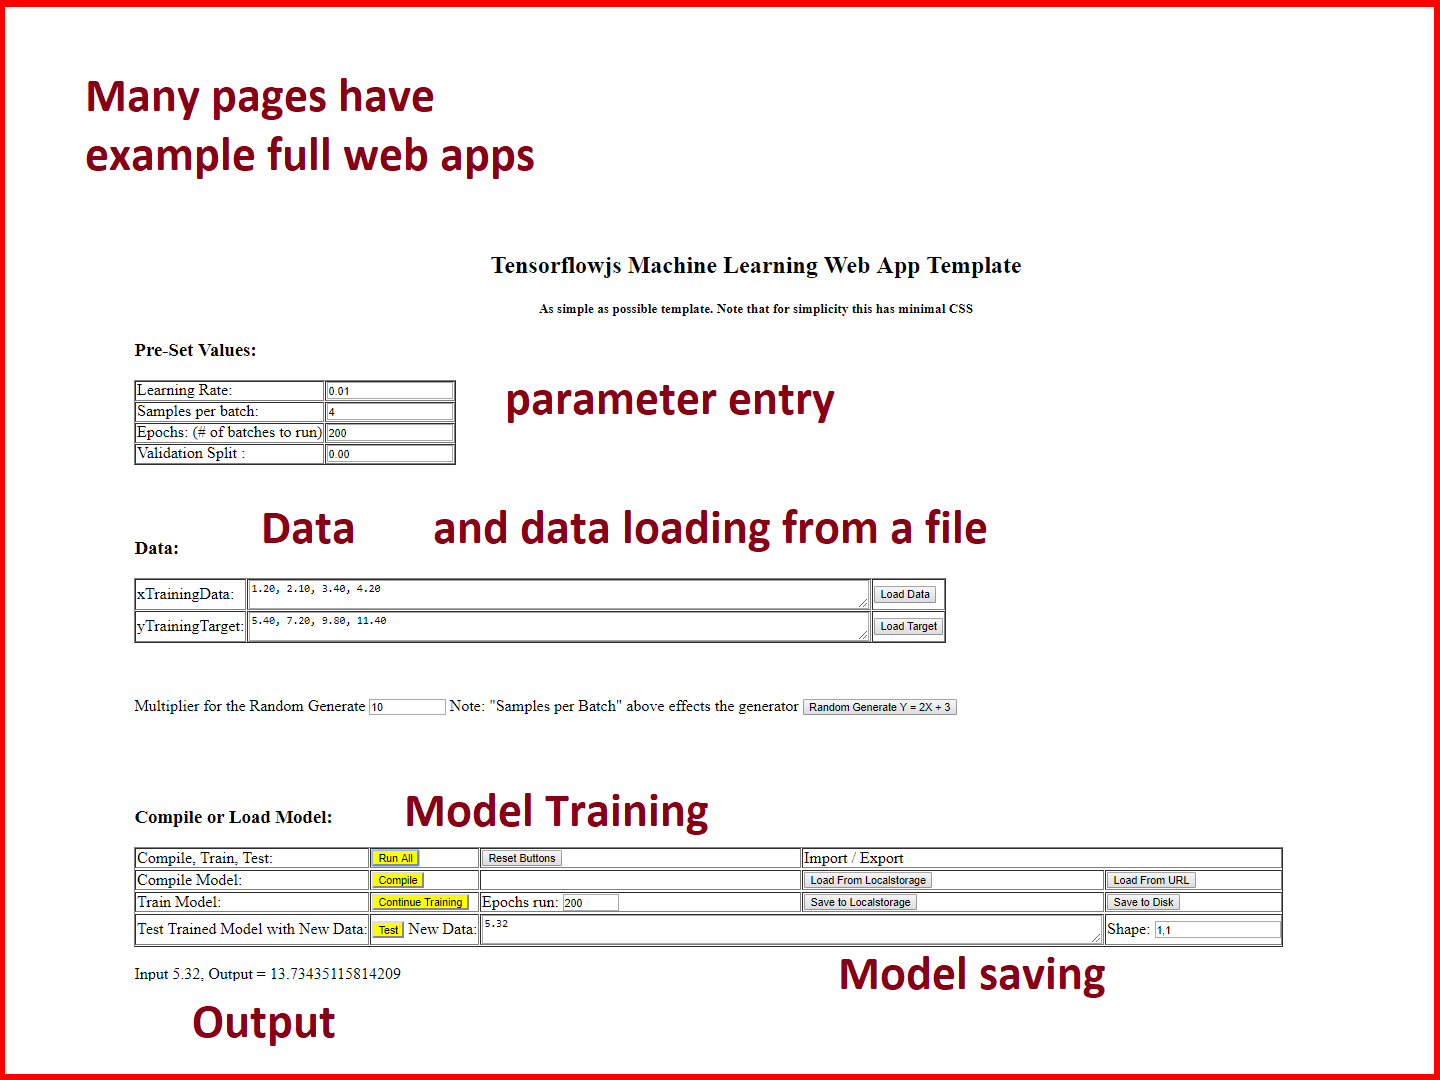 Many pages have
example full web apps
Tensorflowjs Machine Learning Web App Template
As simple as possible template. Note that for simplicity this has minimal CSS
Pre-Set Values:
Learning Rate: 0.01
Samples per batch: 4
Epochs: (# of batches to run) 200
Validation Split : 0.00
parameter entry
Data and data loading from a file
Data:
xTrainingData: 1.20, 2.10, 3.40, 4.20 Load Data
yTrainingTarget: 5.40, 7.20, 9.80, 11.40 Load Target
Multiplier for the Random Generate 10 Note: "Samples per Batch" above effects the generator Random Generate Y = 2X + 3
Model Training
Compile or Load Model:
Compile, Train, Test: Run All Reset Buttons Import / Export
Compile Model: Compile Load From Localstorage Load From URL
Train Model: Continue Training Epochs run: 200 Save to Localstorage Save to Disk
Test Trained Model with New Data: Test New Data: 5.32 Shape: 1,1
Input 5.32, Output = 13.73435115814209
Model saving
Output